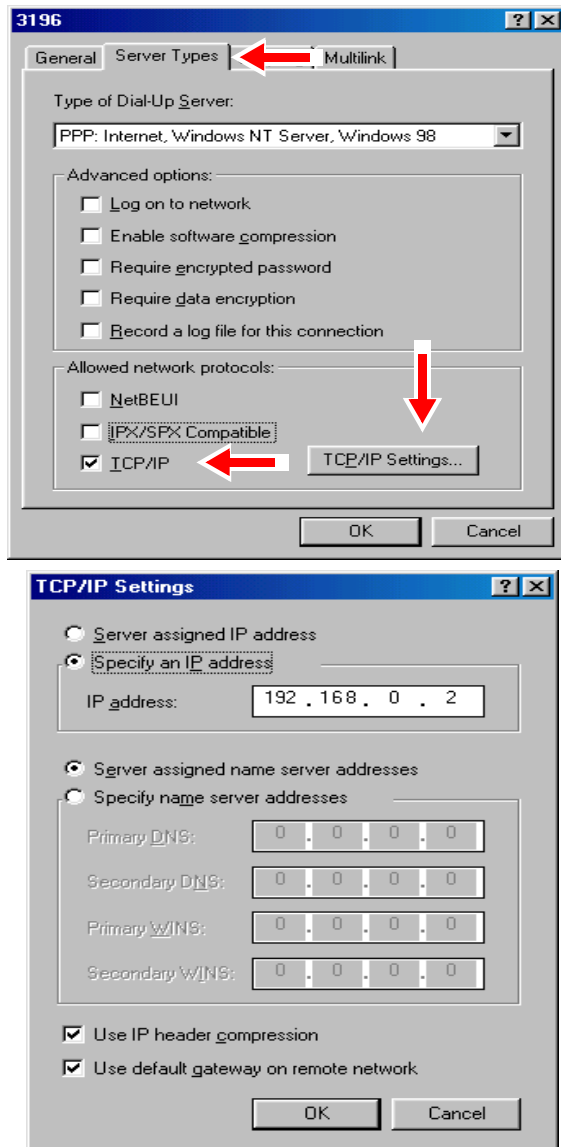 3196
General Server Types Multilink
Type of Dial-Up Server:
PPP: Internet, Windows NT Server, Windows 98
Advanced options:
Log on to network
Enable software compression
Require encrypted password
Require data encryption
Record a log file for this connection
Allowed network protocols:
NetBEUI
IPX/SPX Compatible
TCP/IP TCP/IP Settings...
OK Cancel
TCP/IP Settings
Server assigned IP address
Specify an IP address
IP address: 192 . 168 . 0 . 2
Server assigned name server addresses
Specify name server addresses
Primary DNS: 0 . 0 . 0 . 0
Secondary DNS: 0 . 0 . 0 . 0
Primary WINS: 0 . 0 . 0 . 0
Secondary WINS: 0 . 0 . 0 . 0
Use IP header compression
Use default gateway on remote network
OK Cancel